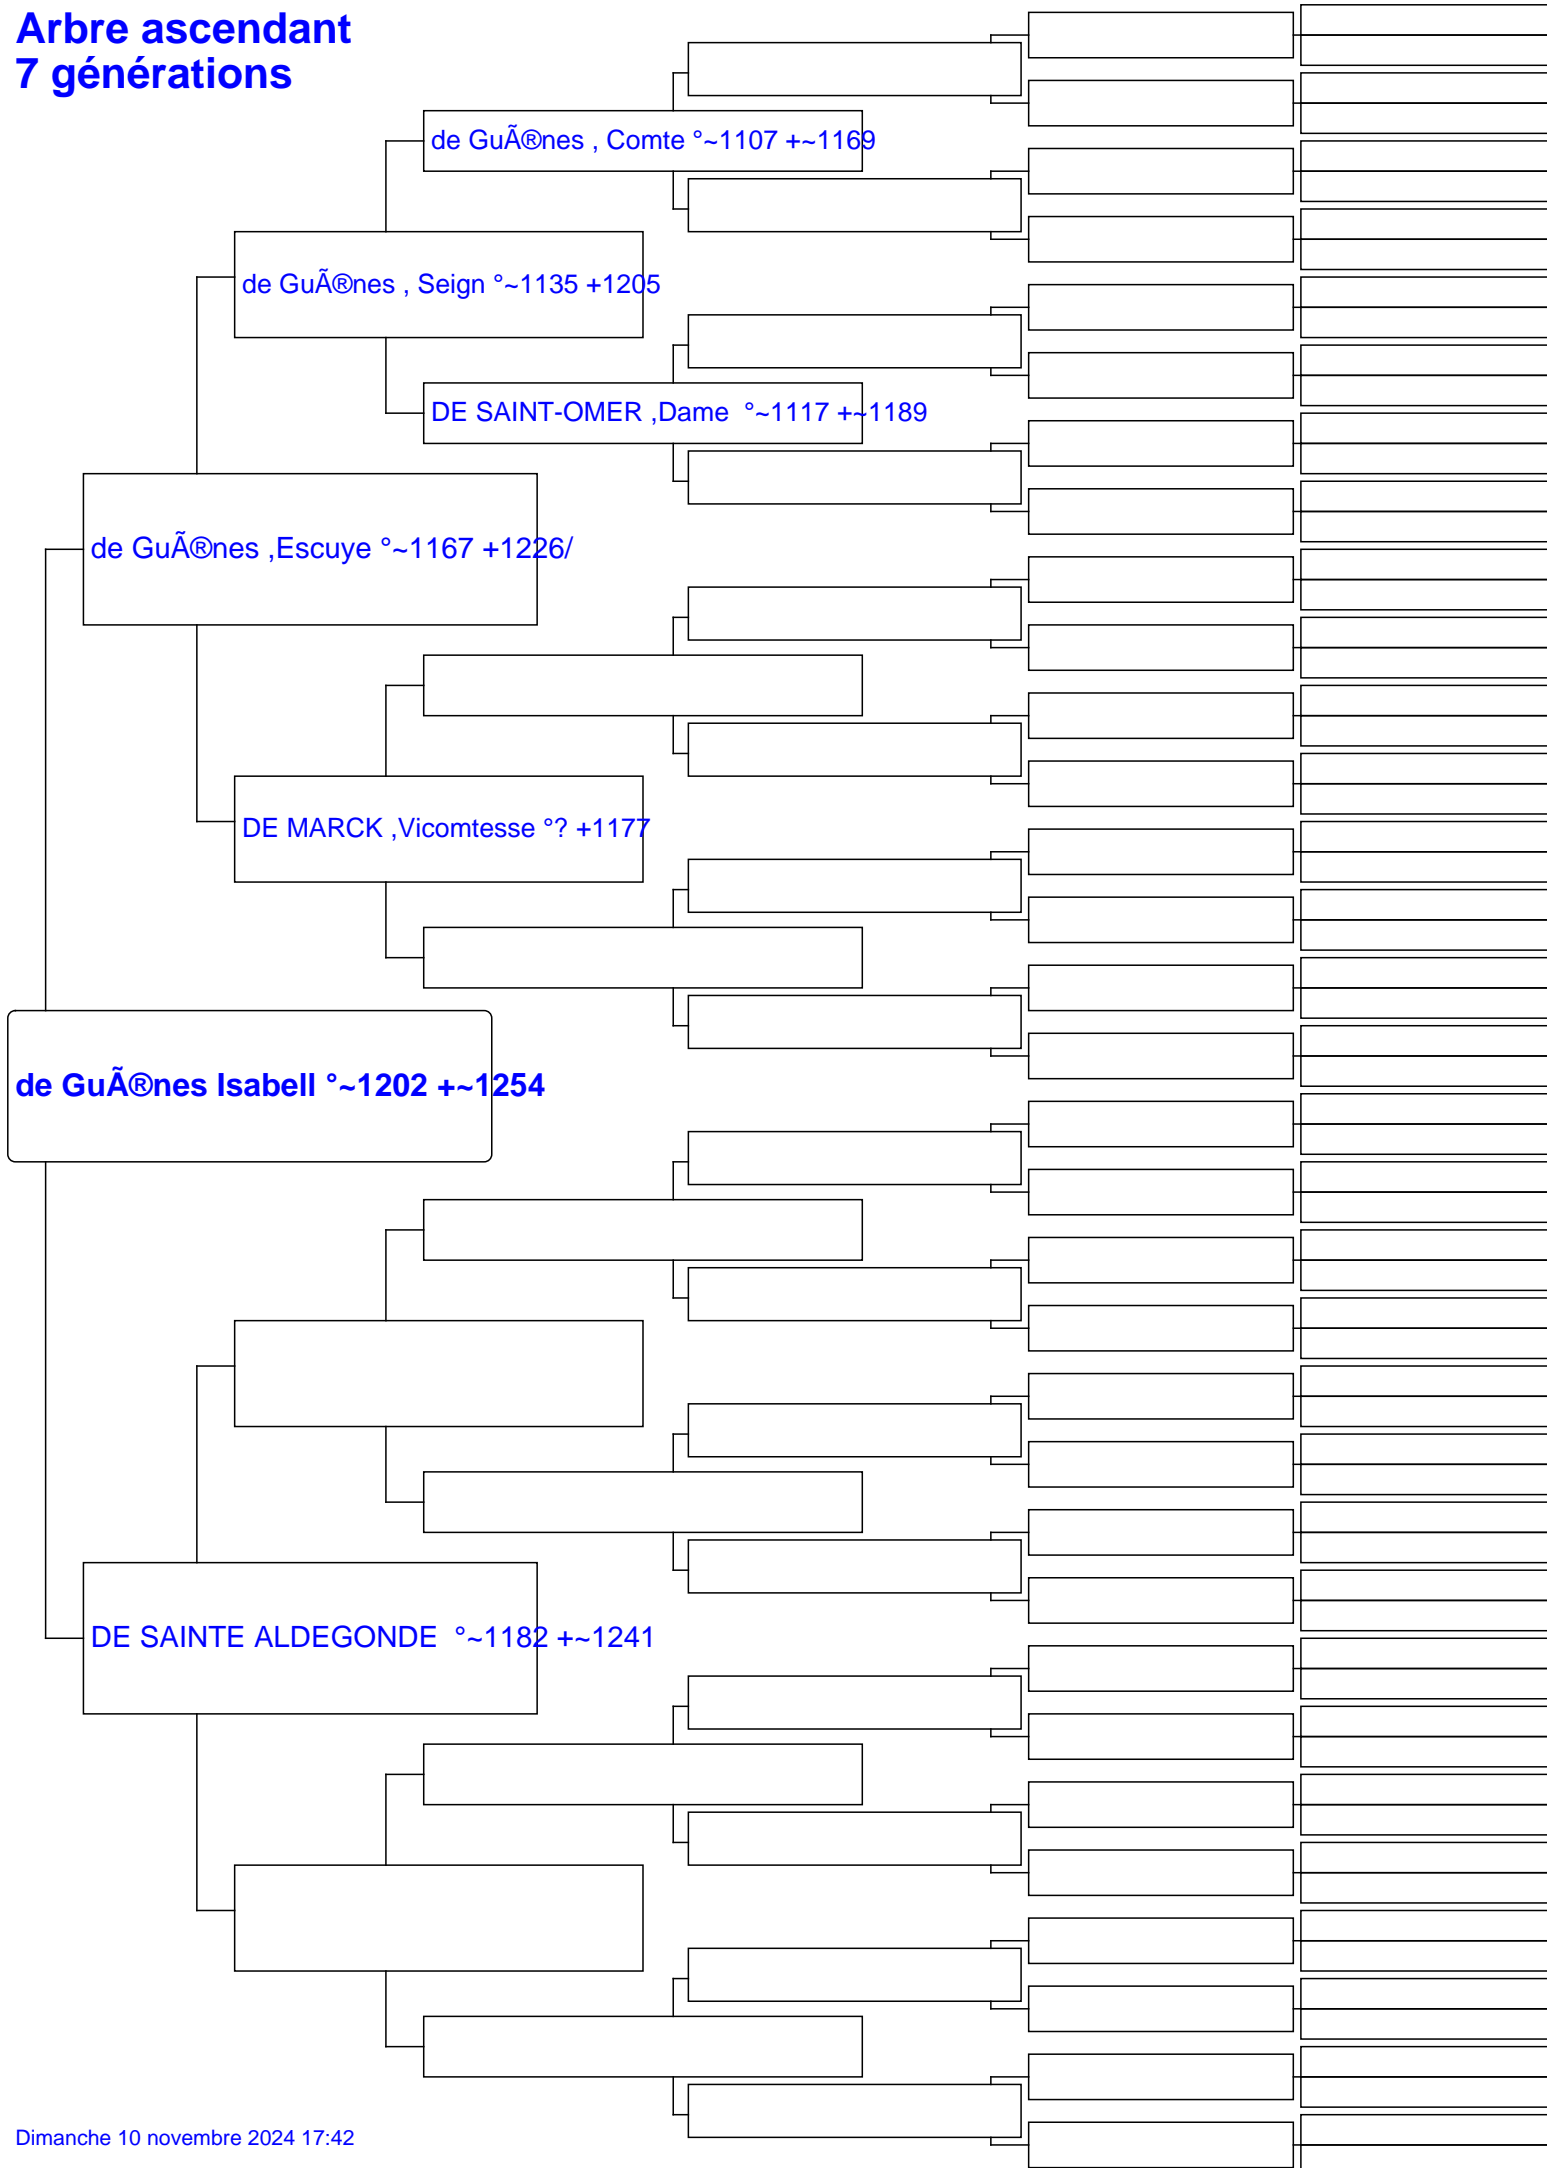 Arbre ascendant
7 générations
de GuÃ®nes , Comte °~1107 +~1169
de GuÃ®nes , Seign °~1135 +1205
DE SAINT-OMER ,Dame  °~1117 +~1189
de GuÃ®nes ,Escuye °~1167 +1226/
DE MARCK ,Vicomtesse °? +1177
de GuÃ®nes Isabell °~1202 +~1254
DE SAINTE ALDEGONDE  °~1182 +~1241
Dimanche 10 novembre 2024 17:42